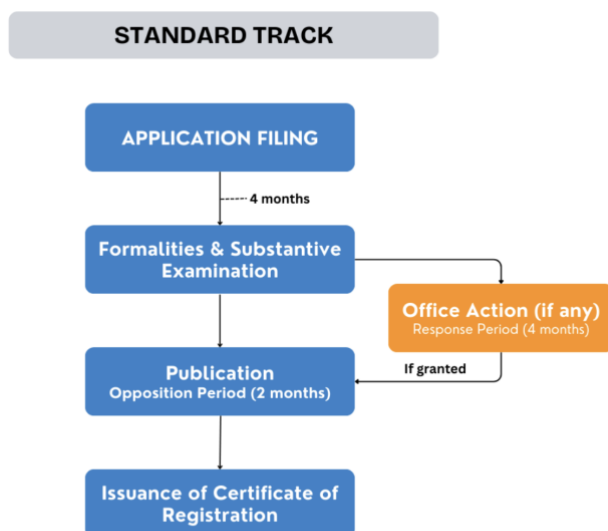 STANDARD TRACK
APPLICATION FILING
4 months
Formalities & Substantive
Examination
Office Action (if any)
Response Period (4 months)
If granted
Publication
Opposition Period (2 months)
Issuance of Certificate of
Registration